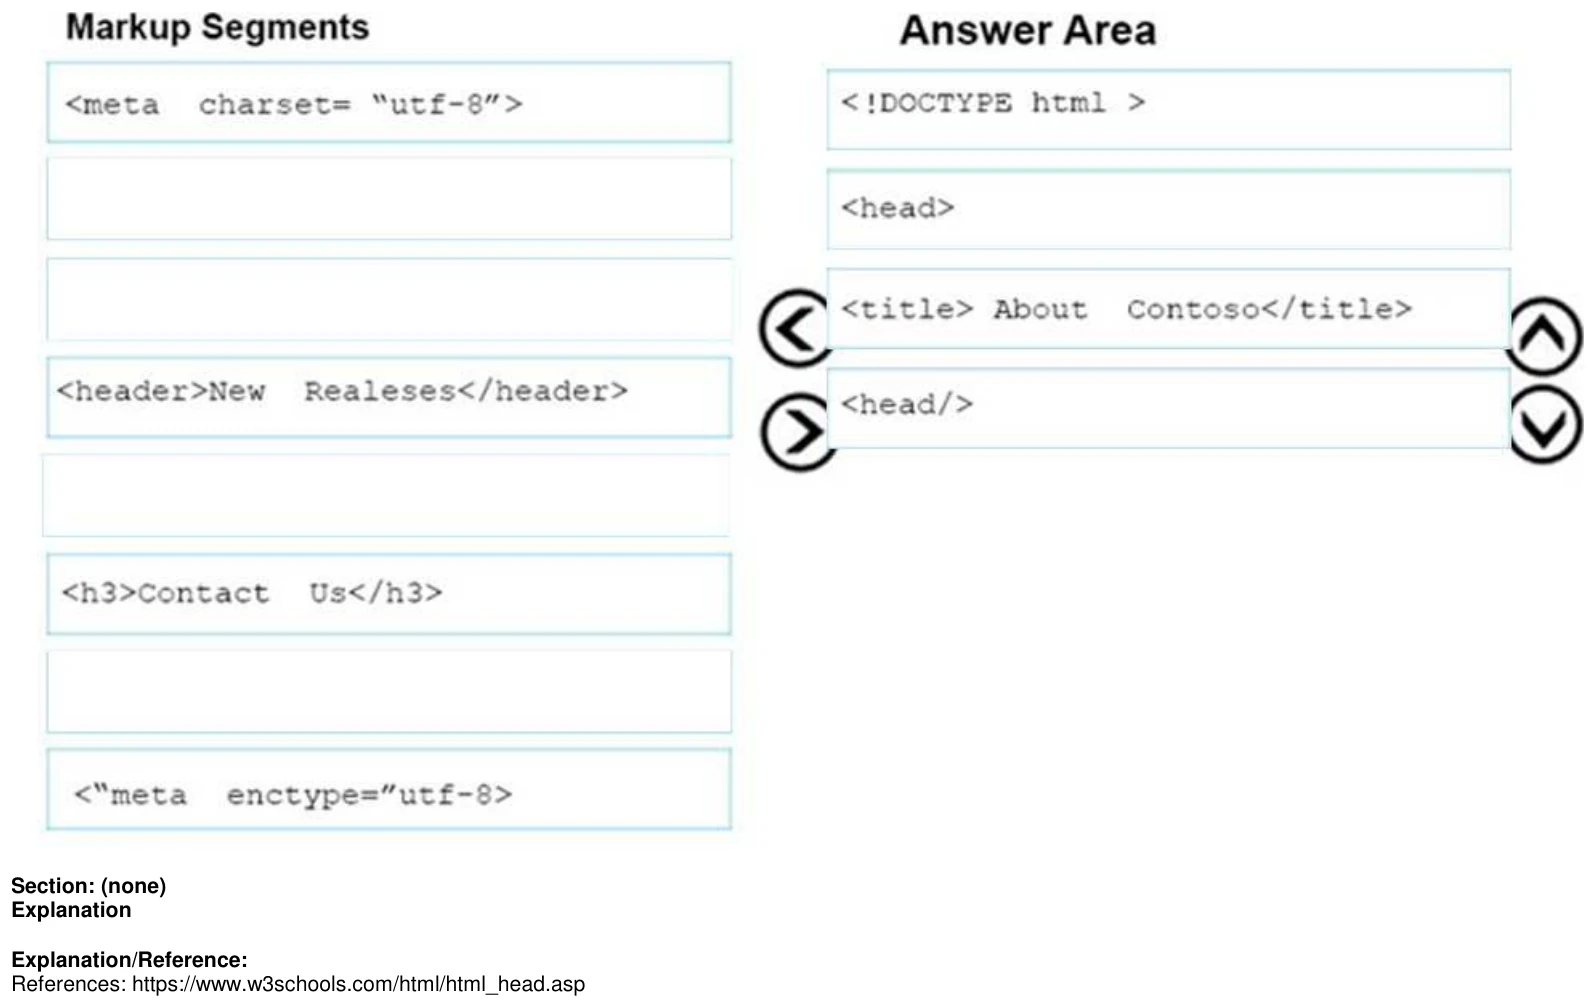 Markup Segments
<meta charset= “utf-8”>
<header>New Realeses</header>
<h3>Contact Us</h3>
<“meta enctype=”utf-8>
Answer Area
<!DOCTYPE html >
<head>
<title> About Contoso</title>
<head/>
Section: (none)
Explanation
Explanation/Reference:
References: https://www.w3schools.com/html/html_head.asp